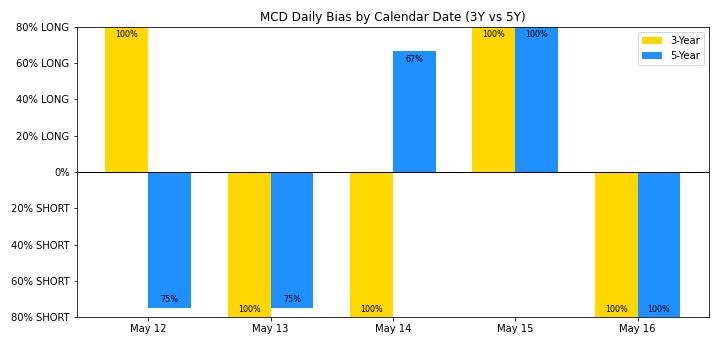 MCD Daily Bias by Calendar Date (3Y vs 5Y)
80% LONG
60% LONG
40% LONG
20% LONG
0%
20% SHORT
40% SHORT
60% SHORT
80% SHORT
100%
75%
100%
75%
100%
67%
100%
100%
100%
100%
3-Year
5-Year
May 12
May 13
May 14
May 15
May 16